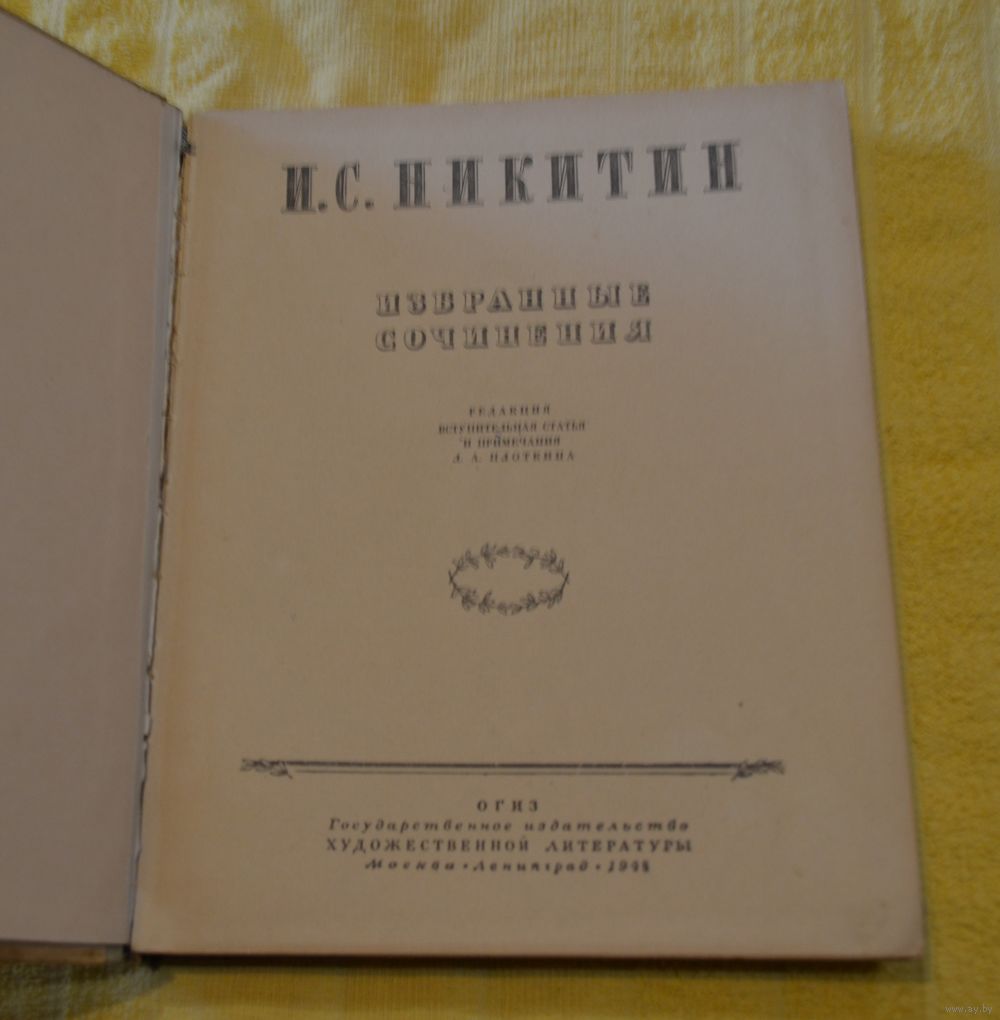 И.С. НИКИТИН
ИЗБРАННЫЕ
СОЧИНЕНИЯ
РЕДАКЦИЯ
ВСТУПИТЕЛЬНАЯ СТАТЬЯ
И ПРИМЕЧАНИЯ
Л. А. ПЛОТКИНА
ОГИЗ
Государственное издательство
ХУДОЖЕСТВЕННОЙ ЛИТЕРАТУРЫ
Москва • Ленинград • 1948
www.ay.by